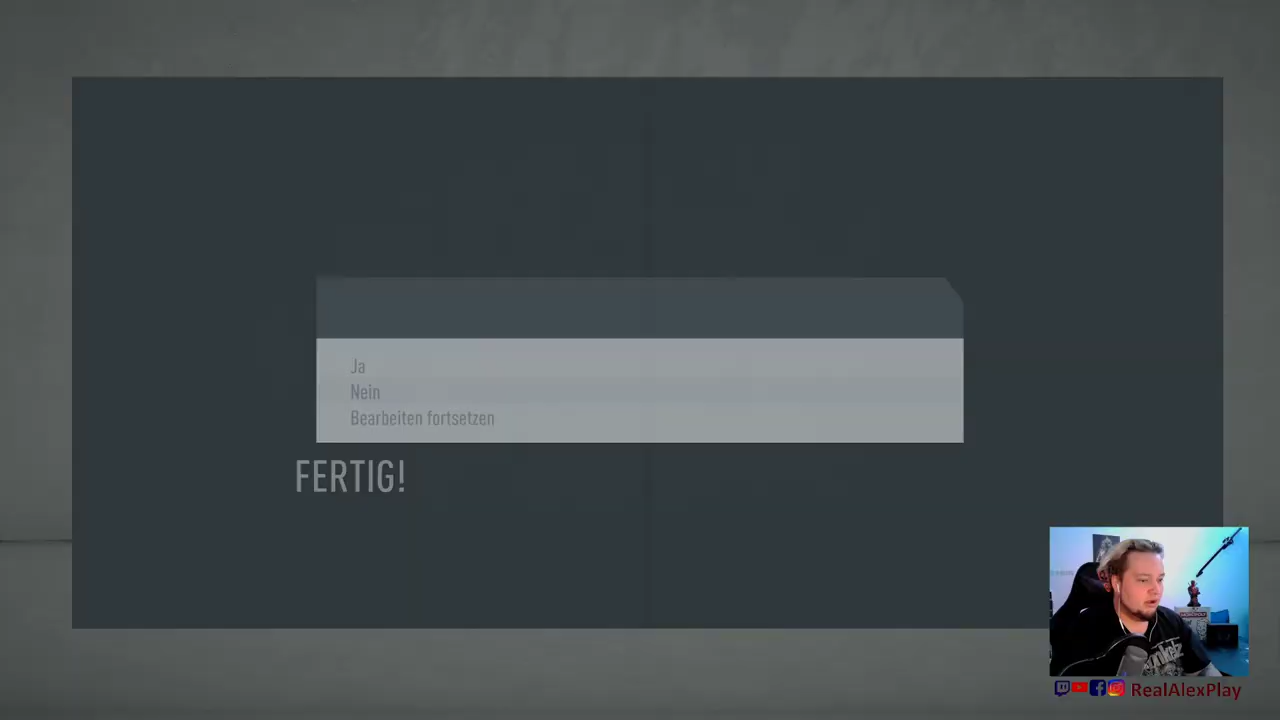 Ja
Nein
Bearbeiten fortsetzen
FERTIG!
RealAlexPlay